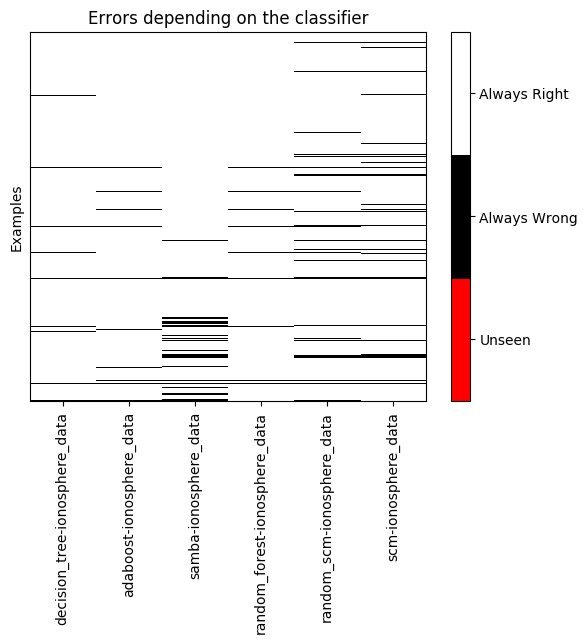 Errors depending on the classifier
Examples
Always Right
Always Wrong
Unseen
decision_tree-ionosphere_data
adaboost-ionosphere_data
samba-ionosphere_data
random_forest-ionosphere_data
random_scm-ionosphere_data
scm-ionosphere_data